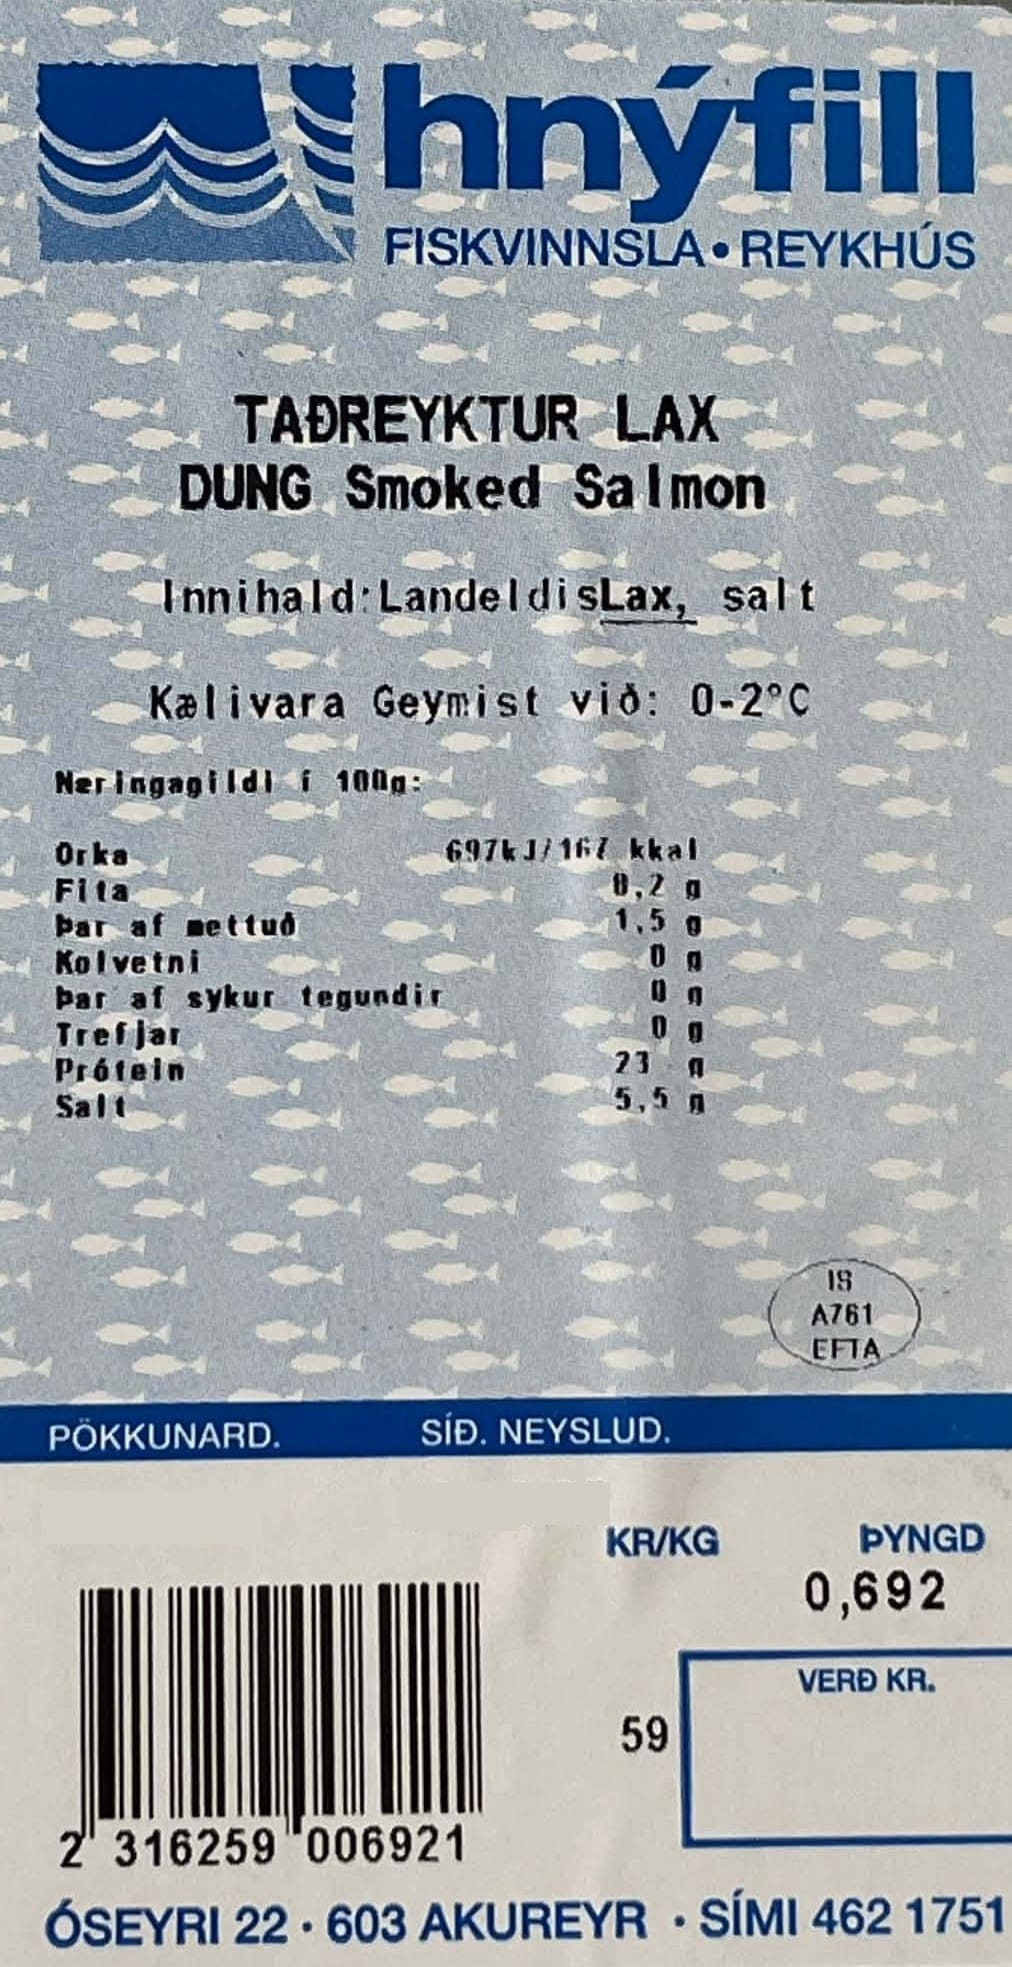 hnýfill
FISKVINNSLA • REYKHÚS
TAÐREYKTUR LAX
DUNG Smoked Salmon
Innihald:LandeldisLax, salt
Kælivara Geymist við: 0-2°C
Næringagildi í 100g:
Orka 697kJ/167 kkal
Fita 8,2 g
Þar af mettuð 1,5 g
Kolvetni 0 g
Þar af sykur tegundir 0 g
Trefjar 0 g
Prótein 23 g
Salt 5,5 g
IS
A761
EFTA
PÖKKUNARD. SÍÐ. NEYSLUD.
KR/KG ÞYNGD
0,692
VERÐ KR.
59
2 316259 006921
ÓSEYRI 22 · 603 AKUREYR · SÍMI 462 1751